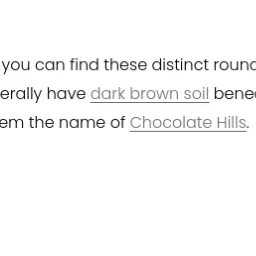 you can find these distinct round
erally have dark brown soil bene
em the name of Chocolate Hills.